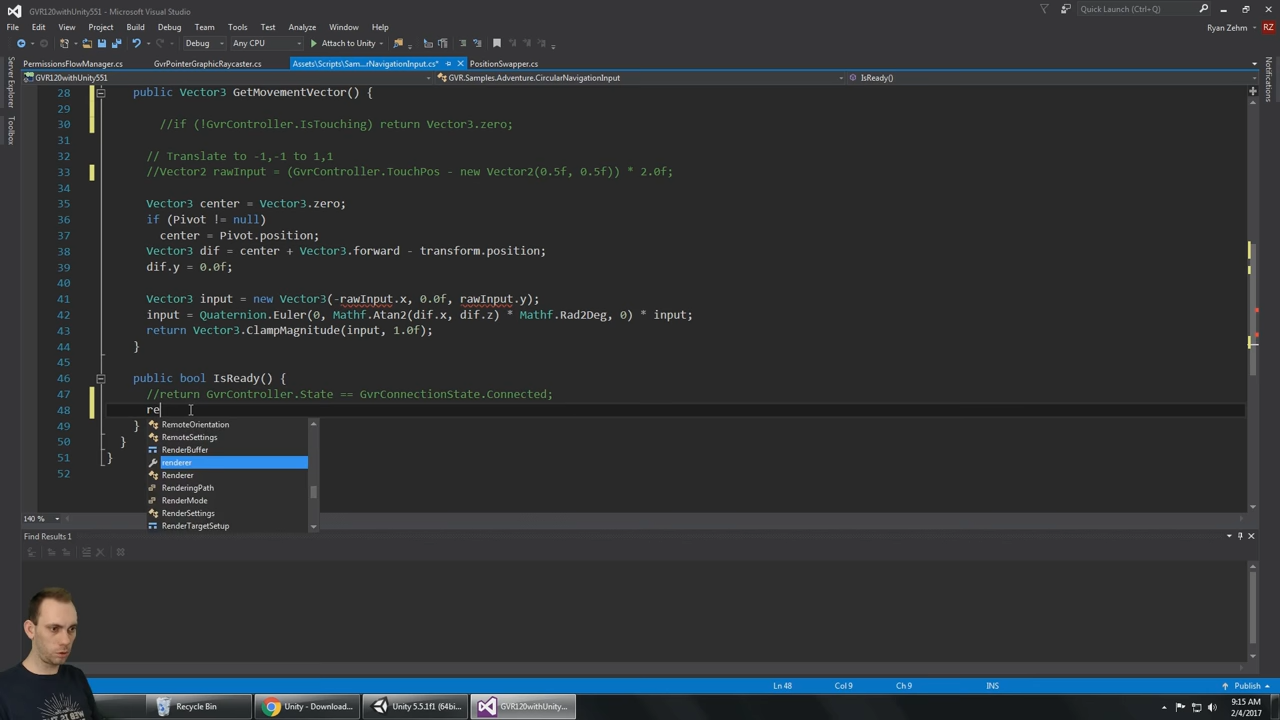 GVR120withUnity551 - Microsoft Visual Studio
Quick Launch (Ctrl+Q)
File Edit View Project Build Debug Team Tools Test Analyze Window Help
Ryan Zehm RZ
Debug Any CPU Attach to Unity
PermissionsFlowManager.cs GvrPointerGraphicRaycaster.cs Assets\Scripts\Sam...rNavigationInput.cs* PositionSwapper.cs
GVR120withUnity551 GVR.Samples.Adventure.CircularNavigationInput IsReady()
Server Explorer
Toolbox
Notifications
28 public Vector3 GetMovementVector() {
29
30 //if (!GvrController.IsTouching) return Vector3.zero;
31
32 // Translate to -1,-1 to 1,1
33 //Vector2 rawInput = (GvrController.TouchPos - new Vector2(0.5f, 0.5f)) * 2.0f;
34
35 Vector3 center = Vector3.zero;
36 if (Pivot != null)
37 center = Pivot.position;
38 Vector3 dif = center + Vector3.forward - transform.position;
39 dif.y = 0.0f;
40
41 Vector3 input = new Vector3(-rawInput.x, 0.0f, rawInput.y);
42 input = Quaternion.Euler(0, Mathf.Atan2(dif.x, dif.z) * Mathf.Rad2Deg, 0) * input;
43 return Vector3.ClampMagnitude(input, 1.0f);
44 }
45
46 public bool IsReady() {
47 //return GvrController.State == GvrConnectionState.Connected;
48 re
49 }
50 }
51 }
52
RemoteOrientation
RemoteSettings
RenderBuffer
renderer
Renderer
RenderingPath
RenderMode
RenderSettings
RenderTargetSetup
140 %
Find Results 1
Ln 48 Col 9 Ch 9 INS Publish
Recycle Bin Unity - Download... Unity 5.5.1f1 (64bi... GVR120withUnity...
9:15 AM
2/4/2017